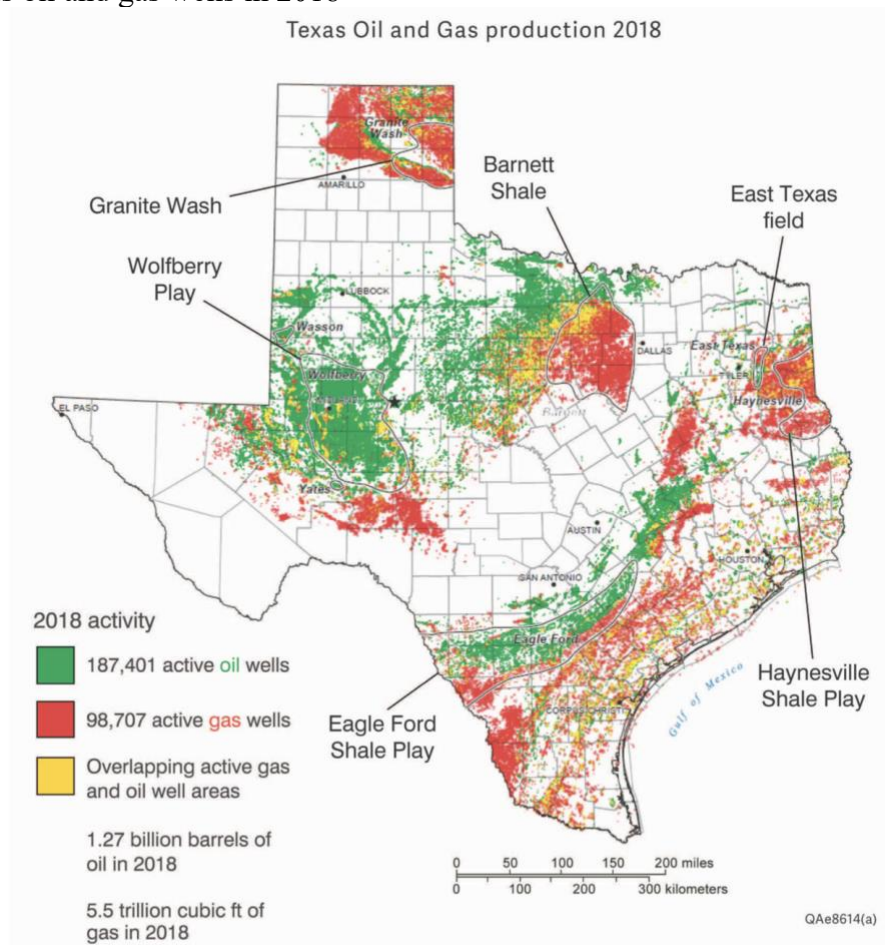 Texas Oil and Gas production 2018
Granite
Wash
AMARILLO
Granite Wash
Barnett
Shale
East Texas
field
Wolfberry
Play
LUBBOCK
Wasson
Wolfberry
DALLAS
East Texas
TYLER
Haynesville
EL PASO
Yates
AUSTIN
HOUSTON
SAN ANTONIO
Eagle Ford
CORPUS CHRISTI
Gulf of Mexico
Haynesville
Shale Play
Eagle Ford
Shale Play
2018 activity
187,401 active oil wells
98,707 active gas wells
Overlapping active gas
and oil well areas
1.27 billion barrels of
oil in 2018
5.5 trillion cubic ft of
gas in 2018
0 50 100 150 200 miles
0 100 200 300 kilometers
QAe8614(a)